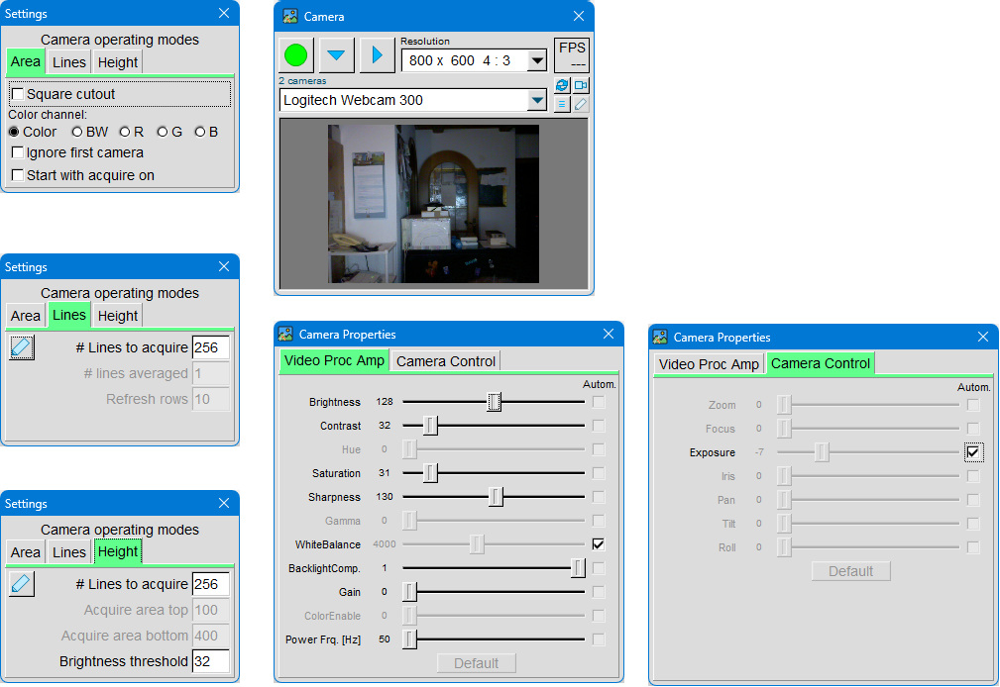 Settings
Camera operating modes
Area Lines Height
Square cutout
Color channel:
Color BW R G B
Ignore first camera
Start with acquire on
Camera
Resolution
800 x 600 4 : 3
FPS
---
2 cameras
Logitech Webcam 300
Settings
Camera operating modes
Area Lines Height
# Lines to acquire 256
# lines averaged 1
Refresh rows 10
Settings
Camera operating modes
Area Lines Height
# Lines to acquire 256
Acquire area top 100
Acquire area bottom 400
Brightness threshold 32
Camera Properties
Video Proc Amp Camera Control
Autom.
Brightness 128
Contrast 32
Hue 0
Saturation 31
Sharpness 130
Gamma 0
WhiteBalance 4000
BacklightComp. 1
Gain 0
ColorEnable 0
Power Frq. [Hz] 50
Default
Camera Properties
Video Proc Amp Camera Control
Autom.
Zoom 0
Focus 0
Exposure -7
Iris 0
Pan 0
Tilt 0
Roll 0
Default